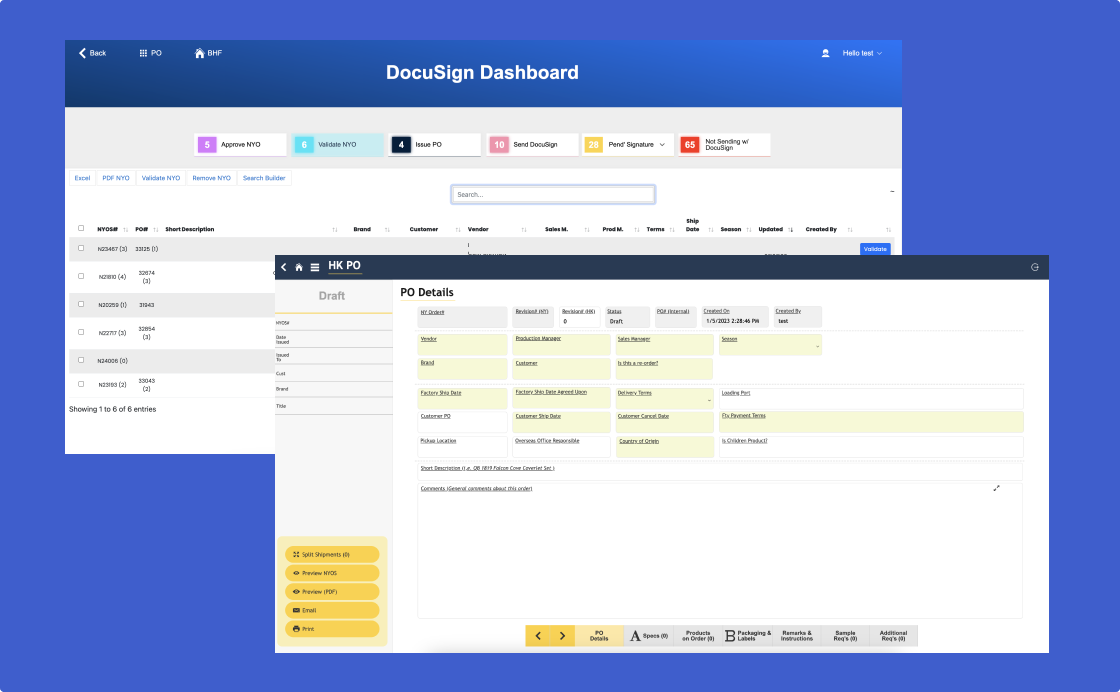 Back
PO
BHF
Hello test
DocuSign Dashboard
5 Approve NYO
6 Validate NYO
4 Issue PO
10 Send DocuSign
28 Pend' Signature
65 Not Sending w/ DocuSign
Excel PDF NYO Validate NYO Remove NYO Search Builder
Search...
NYOS# PO# Short Description Brand Customer Vendor Sales M. Prod M. Terms Ship Date Season Updated Created By
N23467 (3) 33125 (1)
Validate
N21810 (4) 32674 (3)
N20259 (1) 31943
N22717 (3) 32854 (3)
N24006 (0)
N23193 (2) 33043 (2)
Showing 1 to 6 of 6 entries
HK PO
Draft
NYOS#
Date Issued
Issued To
Cust
Brand
Title
Split Shipments (0)
Preview NYOS
Preview (PDF)
Email
Print
PO Details
NY Order# Revision# (NY) Revision# (HK) Status PO# (Internal) Created On Created By
0 Draft 1/5/2023 2:28:46 PM test
Vendor Production Manager Sales Manager Season
Brand Customer Is this a re-order?
Factory Ship Date Factory Ship Date Agreed Upon Delivery Terms Loading Port
Customer PO Customer Ship Date Customer Cancel Date Fty Payment Terms
Pickup Location Overseas Office Responsible Country of Origin Is Children Product?
Short Description (i.e. QB 1819 Falcon Cove Coverlet Set )
Comments (General comments about this order)
PO Details
A Specs (0)
Products on Order (0)
B Packaging & Labels
Remarks & Instructions
Sample Req's (0)
Additional Req's (0)